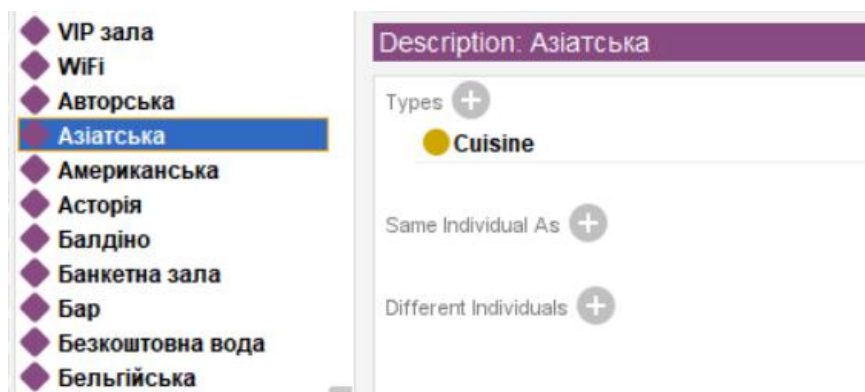 VIP зала
WiFi
Авторська
Азіатська
Американська
Асторія
Балдіно
Банкетна зала
Бар
Безкоштовна вода
Бельгійська
Description: Азіатська
Types
Cuisine
Same Individual As
Different Individuals